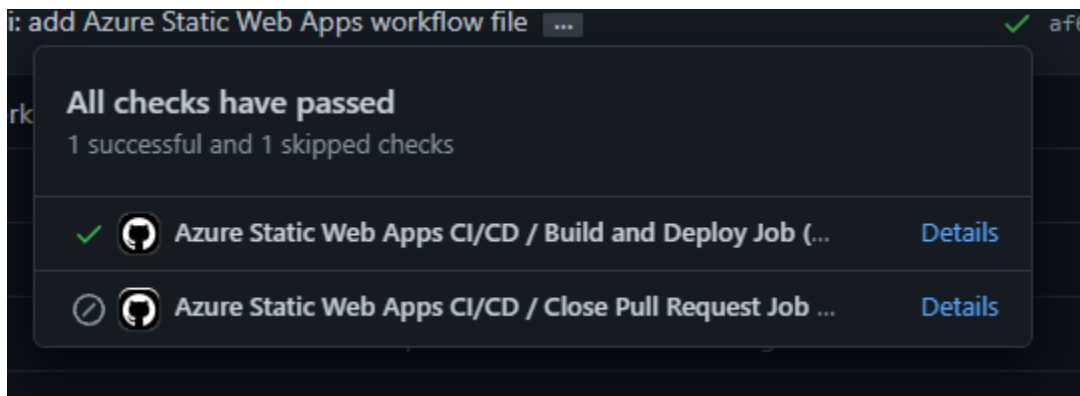 i: add Azure Static Web Apps workflow file ...
af6
rk
All checks have passed
1 successful and 1 skipped checks
Azure Static Web Apps CI/CD / Build and Deploy Job (... Details
Azure Static Web Apps CI/CD / Close Pull Request Job ... Details